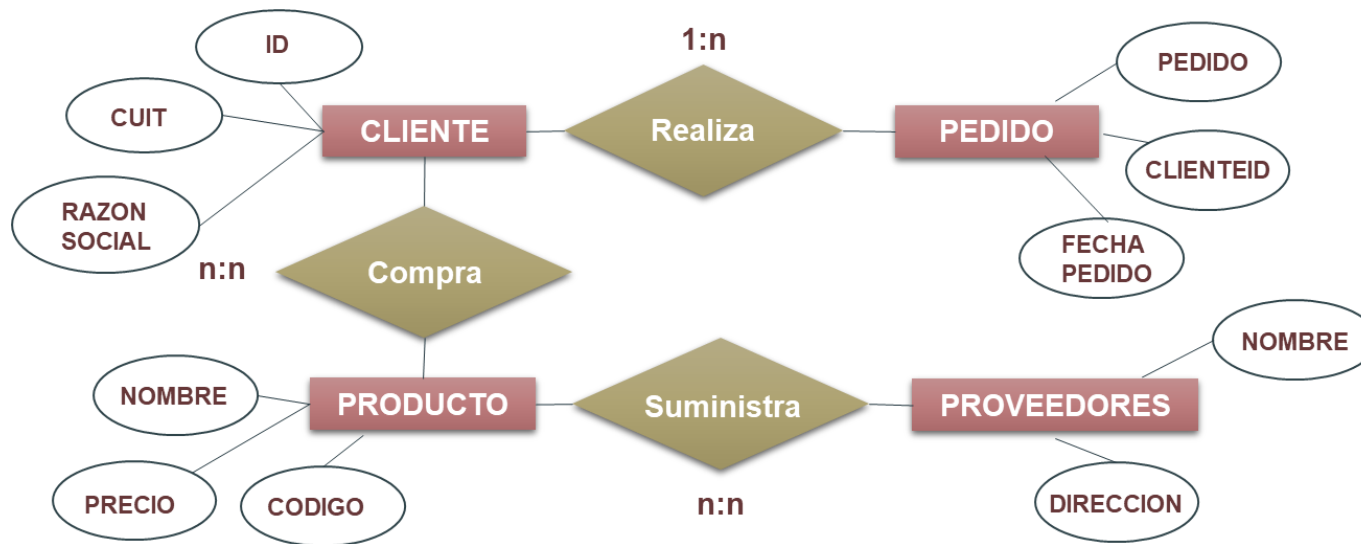 ID
1:n
PEDIDO
CUIT
CLIENTE
Realiza
PEDIDO
CLIENTEID
RAZON
SOCIAL
FECHA
PEDIDO
n:n
Compra
NOMBRE
NOMBRE
PRODUCTO
Suministra
PROVEEDORES
PRECIO
CODIGO
n:n
DIRECCION